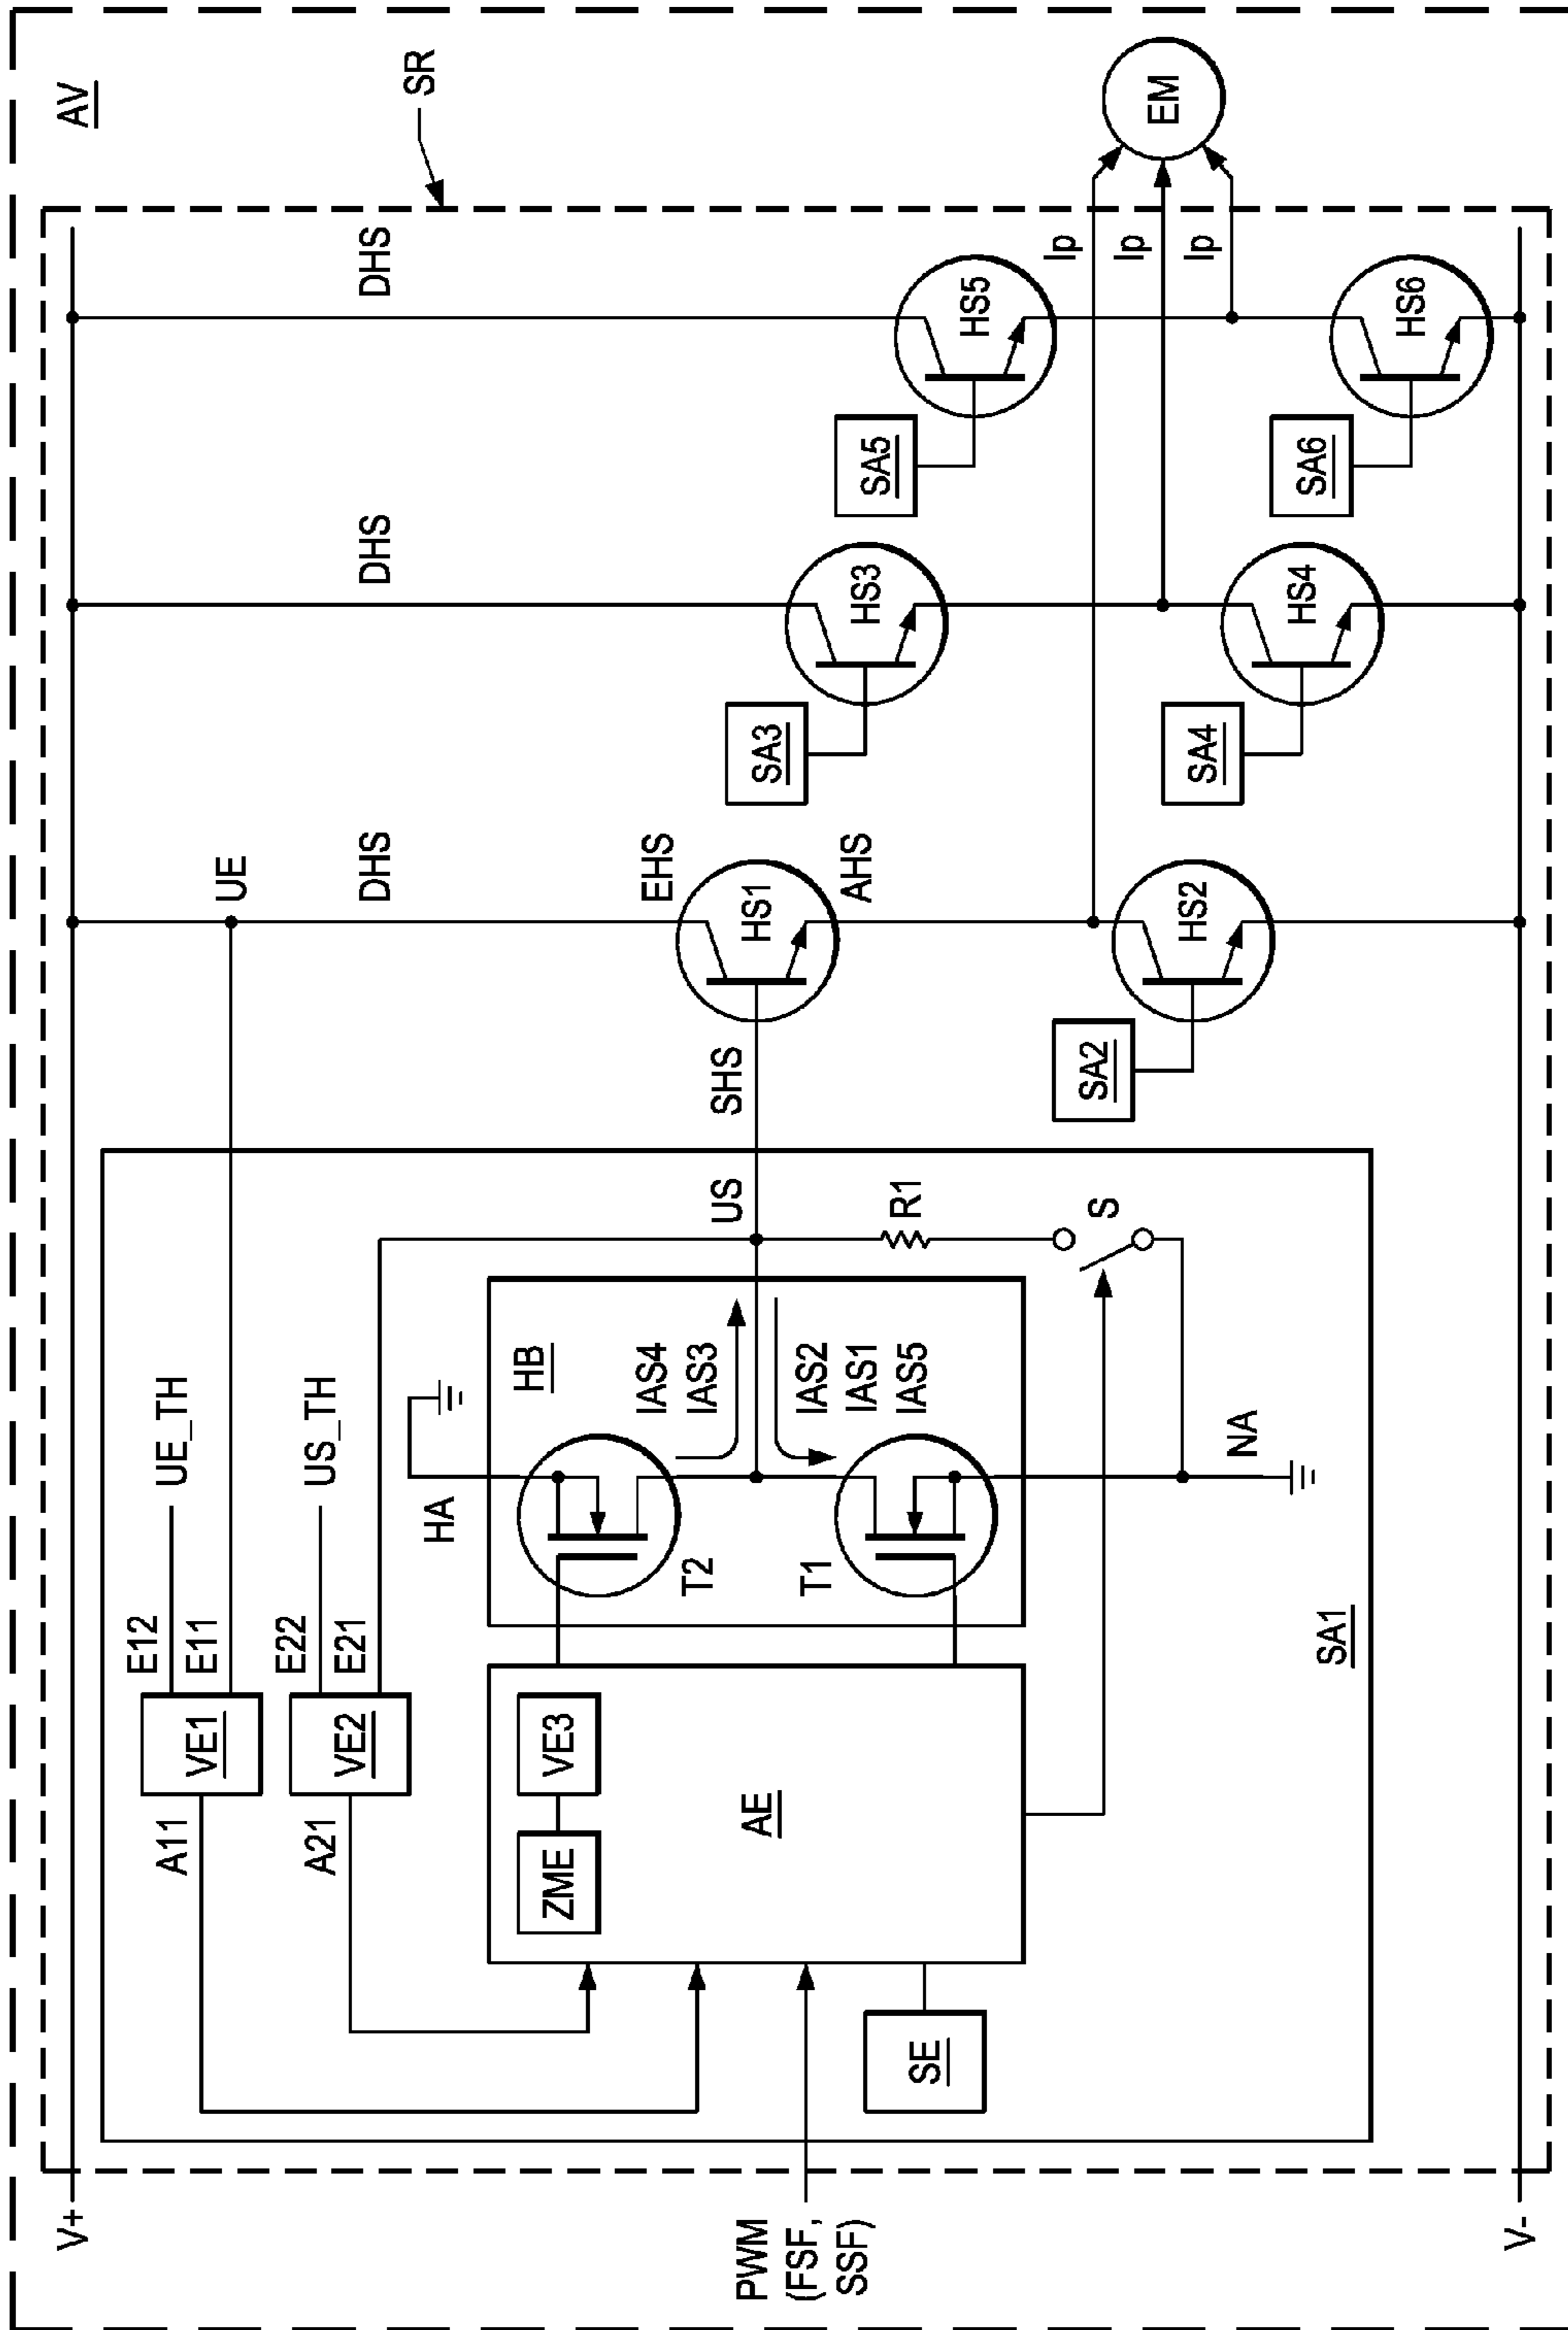 AV
SR
V+
V-
PWM
(FSF,
SSF)
UE
DHS
DHS
DHS
UE_TH
US_TH
E12
E11
E22
E21
VE1
VE2
A11
A21
HA
HB
IAS4
IAS3
IAS2
IAS1
IAS5
T2
T1
NA
VE3
ZME
AE
SE
SA1
US
SHS
R1
S
EHS
HS1
AHS
SA2
HS2
SA3
HS3
SA4
HS4
SA5
HS5
SA6
HS6
Ip
Ip
Ip
EM